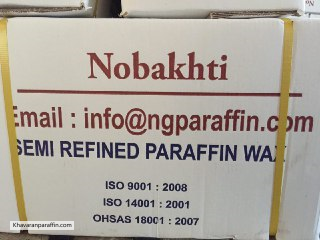 Nobakhti
Email : info@ngparaffin.com
SEMI REFINED PARAFFIN WAX
ISO 9001 : 2008
ISO 14001 : 2001
OHSAS 18001 : 2007
Khavaranparaffin.com